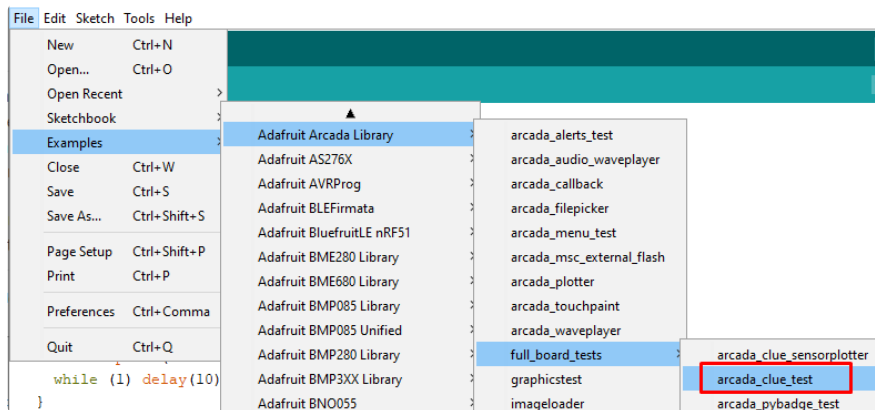 File Edit Sketch Tools Help
New Ctrl+N
Open... Ctrl+O
Open Recent
Sketchbook
Examples
Close Ctrl+W
Save Ctrl+S
Save As... Ctrl+Shift+S
Page Setup Ctrl+Shift+P
Print Ctrl+P
Preferences Ctrl+Comma
Quit Ctrl+Q
Adafruit Arcada Library
Adafruit AS276X
Adafruit AVRProg
Adafruit BLEFirmata
Adafruit BluefruitLE nRF51
Adafruit BME280 Library
Adafruit BME680 Library
Adafruit BMP085 Library
Adafruit BMP085 Unified
Adafruit BMP280 Library
Adafruit BMP3XX Library
Adafruit BNO055
arcada_alerts_test
arcada_audio_waveplayer
arcada_callback
arcada_filepicker
arcada_menu_test
arcada_msc_external_flash
arcada_plotter
arcada_touchpaint
arcada_waveplayer
full_board_tests
graphicstest
imageloader
arcada_clue_sensorplotter
arcada_clue_test
arcada_pybadge_test
while (1) delay(10)
}